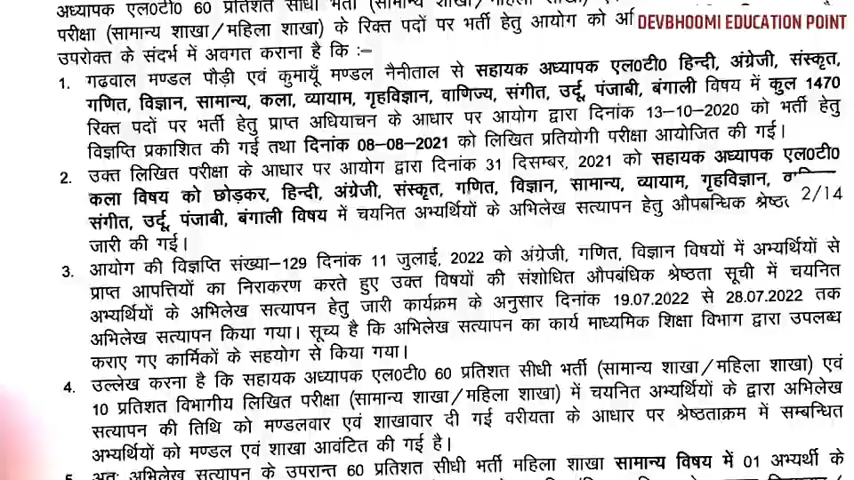 अध्यापक एल०टी० 60 प्रतिशत सीधी भर्ती (सामान्य शाखा/महिला शाखा)
परीक्षा (सामान्य शाखा/महिला शाखा) के रिक्त पदों पर भर्ती हेतु आयोग को
DEVBHOOMI EDUCATION POINT
उपरोक्त के संदर्भ में अवगत कराना है कि :–
1. गढवाल मण्डल पौड़ी एवं कुमायूँ मण्डल नैनीताल से सहायक अध्यापक एल०टी० हिन्दी, अंग्रेजी, संस्कृत,
गणित, विज्ञान, सामान्य, कला, व्यायाम, गृहविज्ञान, वाणिज्य, संगीत, उर्दू, पंजाबी, बंगाली विषय में कुल 1470
रिक्त पदों पर भर्ती हेतु प्राप्त अधियाचन के आधार पर आयोग द्वारा दिनांक 13-10-2020 को भर्ती हेतु
विज्ञप्ति प्रकाशित की गई तथा दिनांक 08-08-2021 को लिखित प्रतियोगी परीक्षा आयोजित की गई।
2. उक्त लिखित परीक्षा के आधार पर आयोग द्वारा दिनांक 31 दिसम्बर, 2021 को सहायक अध्यापक एल०टी०
कला विषय को छोड़कर, हिन्दी, अंग्रेजी, संस्कृत, गणित, विज्ञान, सामान्य, व्यायाम, गृहविज्ञान,
संगीत, उर्दू, पंजाबी, बंगाली विषय में चयनित अभ्यर्थियों के अभिलेख सत्यापन हेतु औपबन्धिक 2/14
जारी की गई।
3. आयोग की विज्ञप्ति संख्या–129 दिनांक 11 जुलाई, 2022 को अंग्रेजी, गणित, विज्ञान विषयों में अभ्यर्थियों से
प्राप्त आपत्तियों का निराकरण करते हुए उक्त विषयों की संशोधित औपबंधिक श्रेष्ठता सूची में चयनित
अभ्यर्थियों के अभिलेख सत्यापन हेतु जारी कार्यक्रम के अनुसार दिनांक 19.07.2022 से 28.07.2022 तक
अभिलेख सत्यापन किया गया। सूच्य है कि अभिलेख सत्यापन का कार्य माध्यमिक शिक्षा विभाग द्वारा उपलब्ध
कराए गए कार्मिकों के सहयोग से किया गया।
4. उल्लेख करना है कि सहायक अध्यापक एल०टी० 60 प्रतिशत सीधी भर्ती (सामान्य शाखा/महिला शाखा) एवं
10 प्रतिशत विभागीय लिखित परीक्षा (सामान्य शाखा/महिला शाखा) में चयनित अभ्यर्थियों के द्वारा अभिलेख
सत्यापन की तिथि को मण्डलवार एवं शाखावार दी गई वरीयता के आधार पर श्रेष्ठताक्रम में सम्बन्धित
अभ्यर्थियों को मण्डल एवं शाखा आवंटित की गई है।
5. अतः अभिलेख सत्यापन के उपरान्त 60 प्रतिशत सीधी भर्ती महिला शाखा सामान्य विषय में 01 अभ्यर्थी के